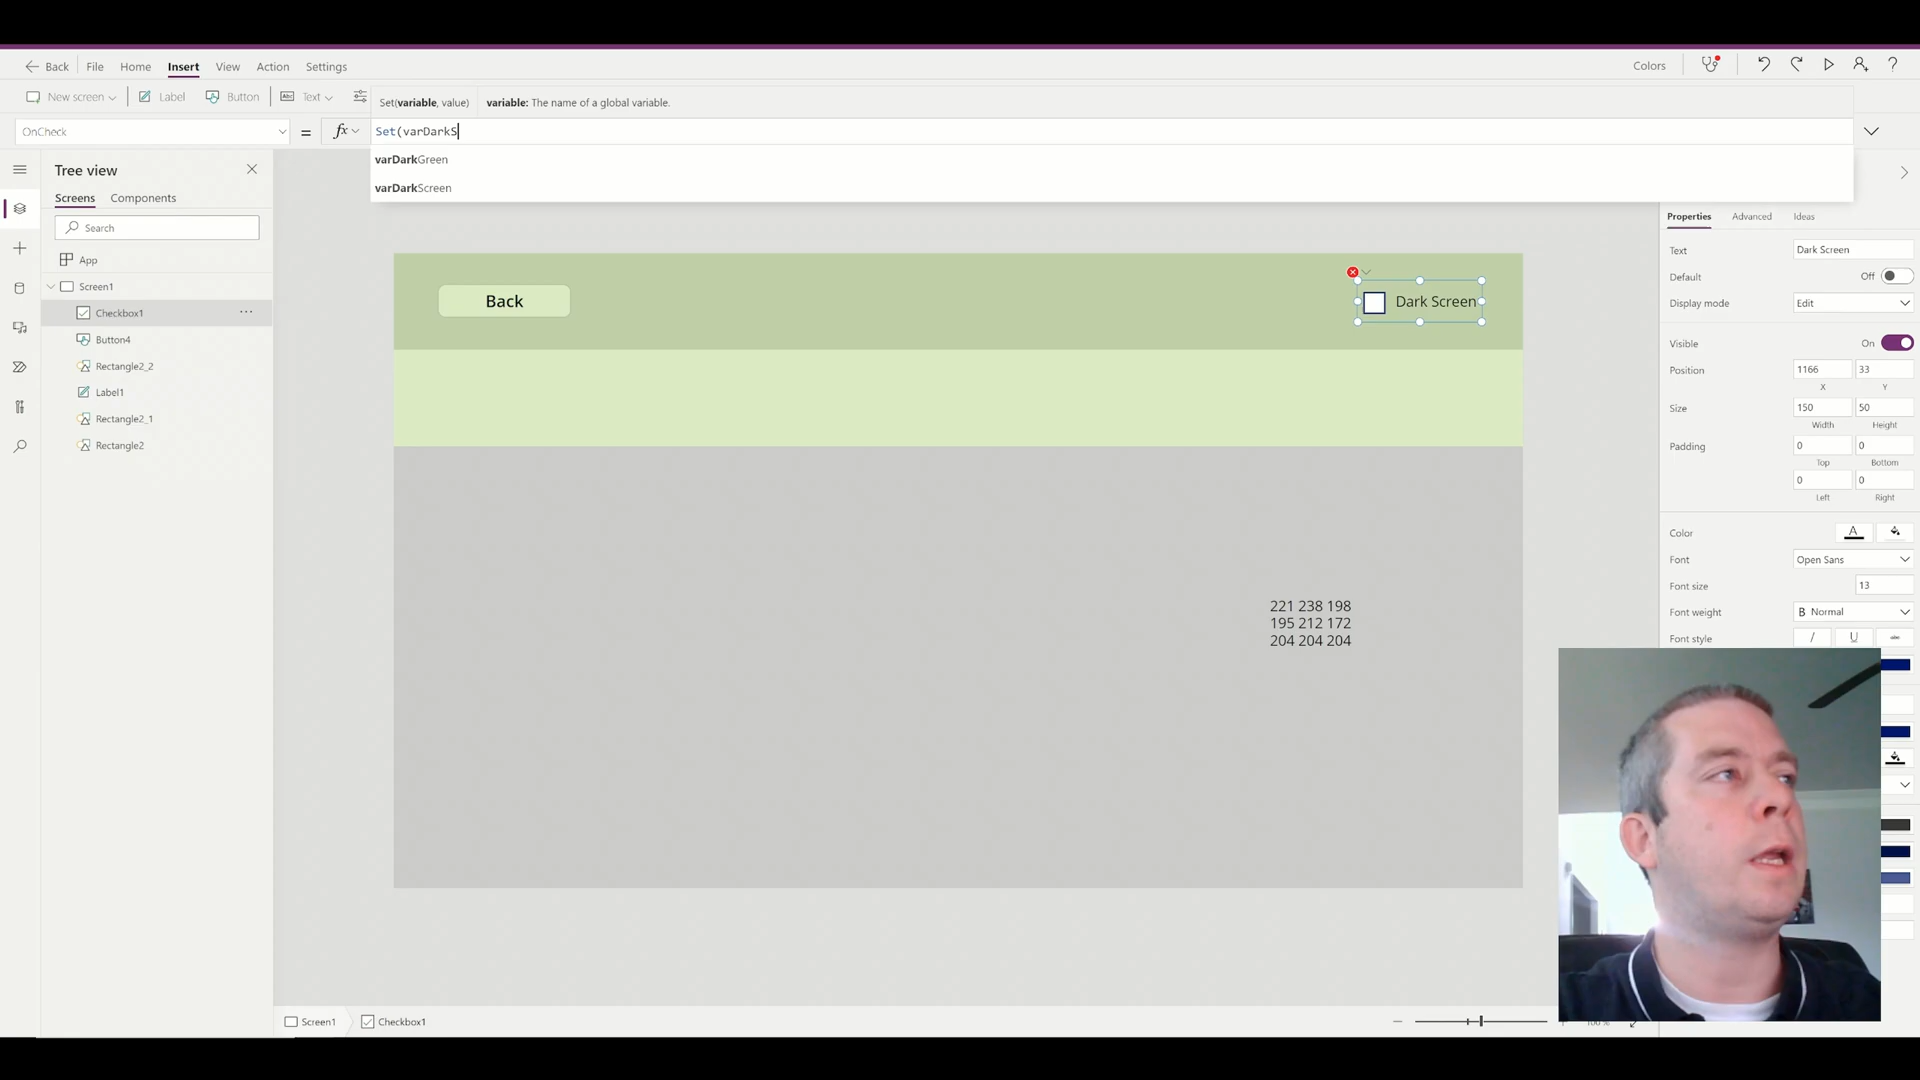 Back File Home Insert View Action Settings Colors ?
New screen Label Button Abc Text Set(variable, value) variable: The name of a global variable.
OnCheck = fx Set(varDarkS
varDarkGreen
varDarkScreen
Tree view
Screens Components
Search
App
Screen1
Checkbox1 ...
Button4
Rectangle2_2
Label1
Rectangle2_1
Rectangle2
Back
Dark Screen
221 238 198
195 212 172
204 204 204
Properties Advanced Ideas
Text Dark Screen
Default Off
Display mode Edit
Visible On
Position 1166 33
X Y
Size 150 50
Width Height
Padding 0 0
Top Bottom
0 0
Left Right
Color A
Font Open Sans
Font size 13
Font weight B Normal
Font style / U abc
Screen1 Checkbox1